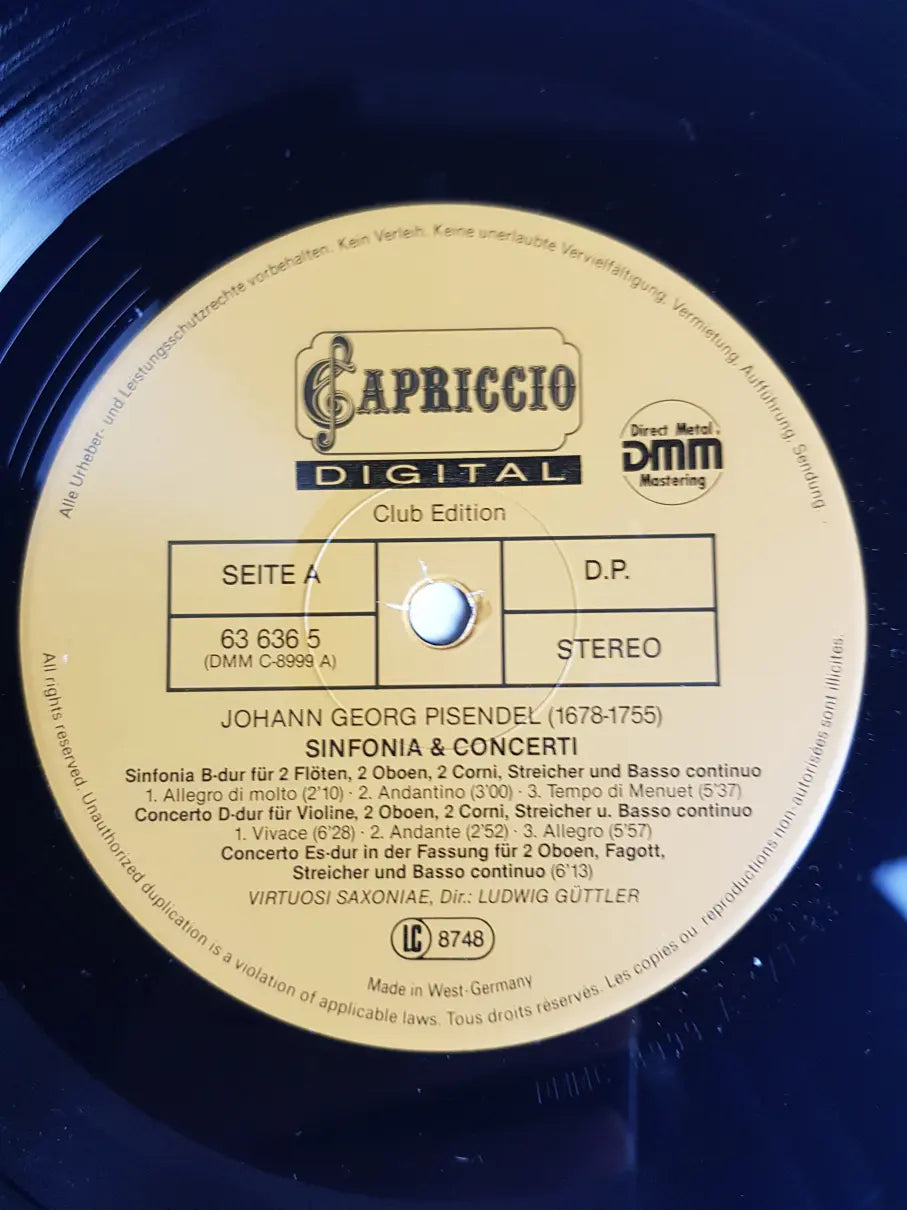 Alle Urheber- und Leistungsschutzrechte vorbehalten. Kein Verleih. Keine unerlaubte Vervielfältigung. Vermietung. Aufführung. Sendung.
CAPRICCIO
DIGITAL
Direct Metal
DMM
Mastering
Club Edition
SEITE A
D.P.
63 636 5
(DMM C-8999 A)
STEREO
JOHANN GEORG PISENDEL (1678-1755)
SINFONIA & CONCERTI
Sinfonia B-dur für 2 Flöten, 2 Oboen, 2 Corni, Streicher und Basso continuo
1. Allegro di molto (2'10) · 2. Andantino (3'00) · 3. Tempo di Menuet (5'37)
Concerto D-dur für Violine, 2 Oboen, 2 Corni, Streicher u. Basso continuo
1. Vivace (6'28) · 2. Andante (2'52) · 3. Allegro (5'57)
Concerto Es-dur in der Fassung für 2 Oboen, Fagott,
Streicher und Basso continuo (6'13)
VIRTUOSI SAXONIAE, Dir.: LUDWIG GÜTTLER
LC 8748
Made in West-Germany
All rights reserved. Unauthorized duplication is a violation of applicable laws. Tous droits réservés. Les copies ou reproductions non-autorisées sont illicites.